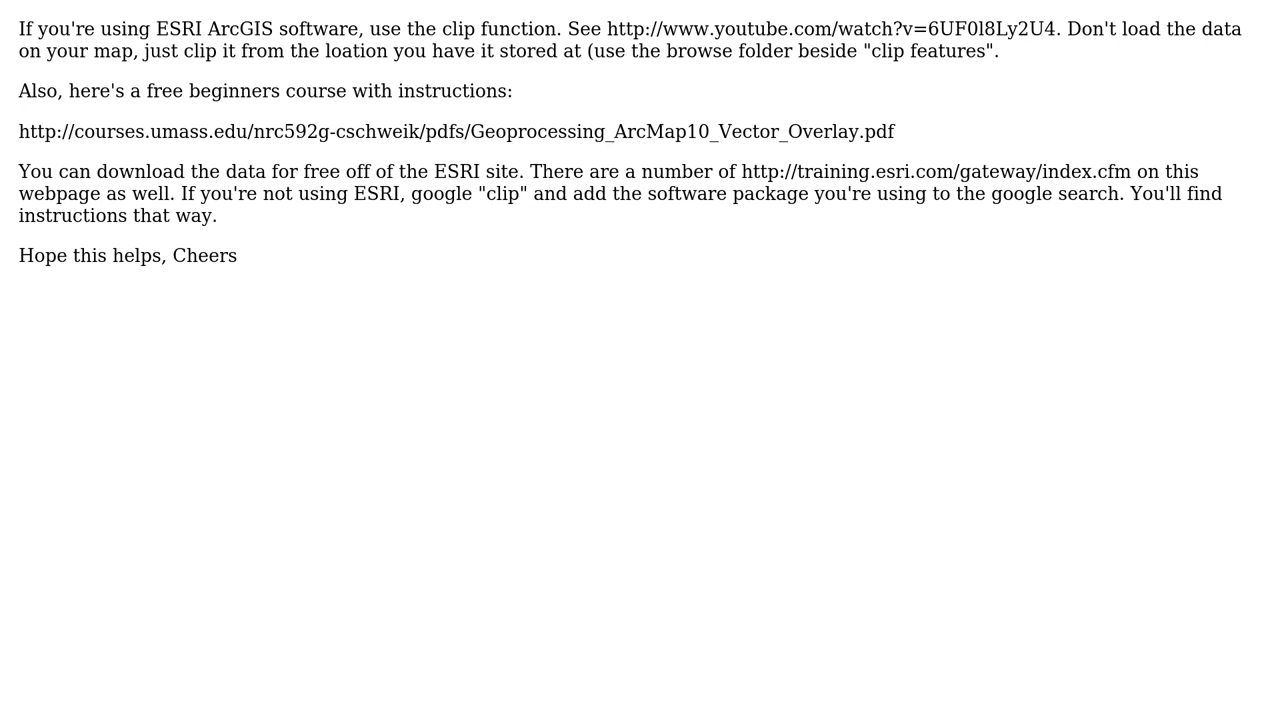 If you're using ESRI ArcGIS software, use the clip function. See http://www.youtube.com/watch?v=6UF0l8Ly2U4. Don't load the data
on your map, just clip it from the loation you have it stored at (use the browse folder beside "clip features".
Also, here's a free beginners course with instructions:
http://courses.umass.edu/nrc592g-cschweik/pdfs/Geoprocessing_ArcMap10_Vector_Overlay.pdf
You can download the data for free off of the ESRI site. There are a number of http://training.esri.com/gateway/index.cfm on this
webpage as well. If you're not using ESRI, google "clip" and add the software package you're using to the google search. You'll find
instructions that way.
Hope this helps, Cheers